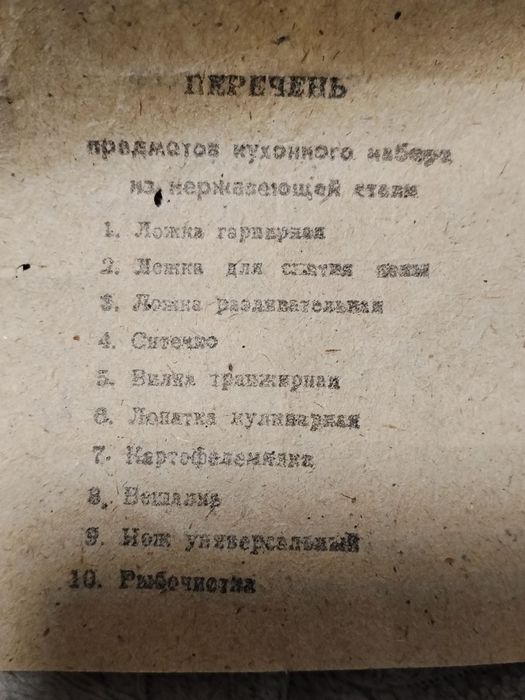 ПЕРЕЧЕНЬ
предметов кухонного набора
из нержавеющей стали
1. Ложка гарнирная
2. Ложка для снятия пены
3. Ложка разливательная
4. Ситечко
5. Вилка транжирная
6. Лопатка кулинарная
7. Картофелемялка
8. Вешалка
9. Нож универсальный
10. Рыбочистка